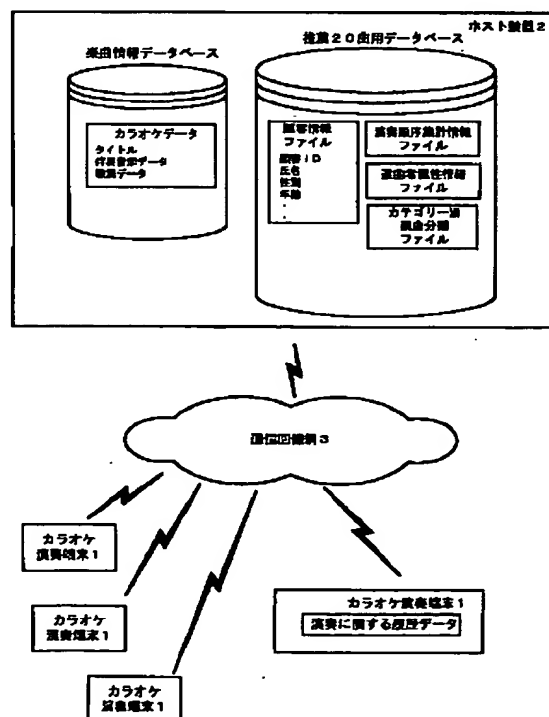 ホスト装置2
楽曲情報データベース
推薦20曲用データベース
カラオケデータ
タイトル
伴奏音楽データ
歌詞データ
顧客情報
ファイル
顧客ID
氏名
性別
年齢
演奏順序集計情報
ファイル
選曲者属性情報
ファイル
カテゴリー別
選曲分類
ファイル
通信回線網3
カラオケ
演奏端末1
カラオケ
演奏端末1
カラオケ
演奏端末1
カラオケ演奏端末1
演奏に関する履歴データ